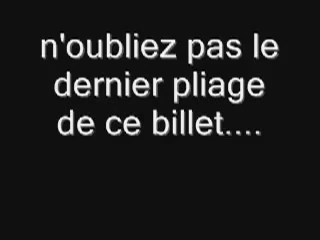 n'oubliez pas le
dernier pliage
de ce billet....